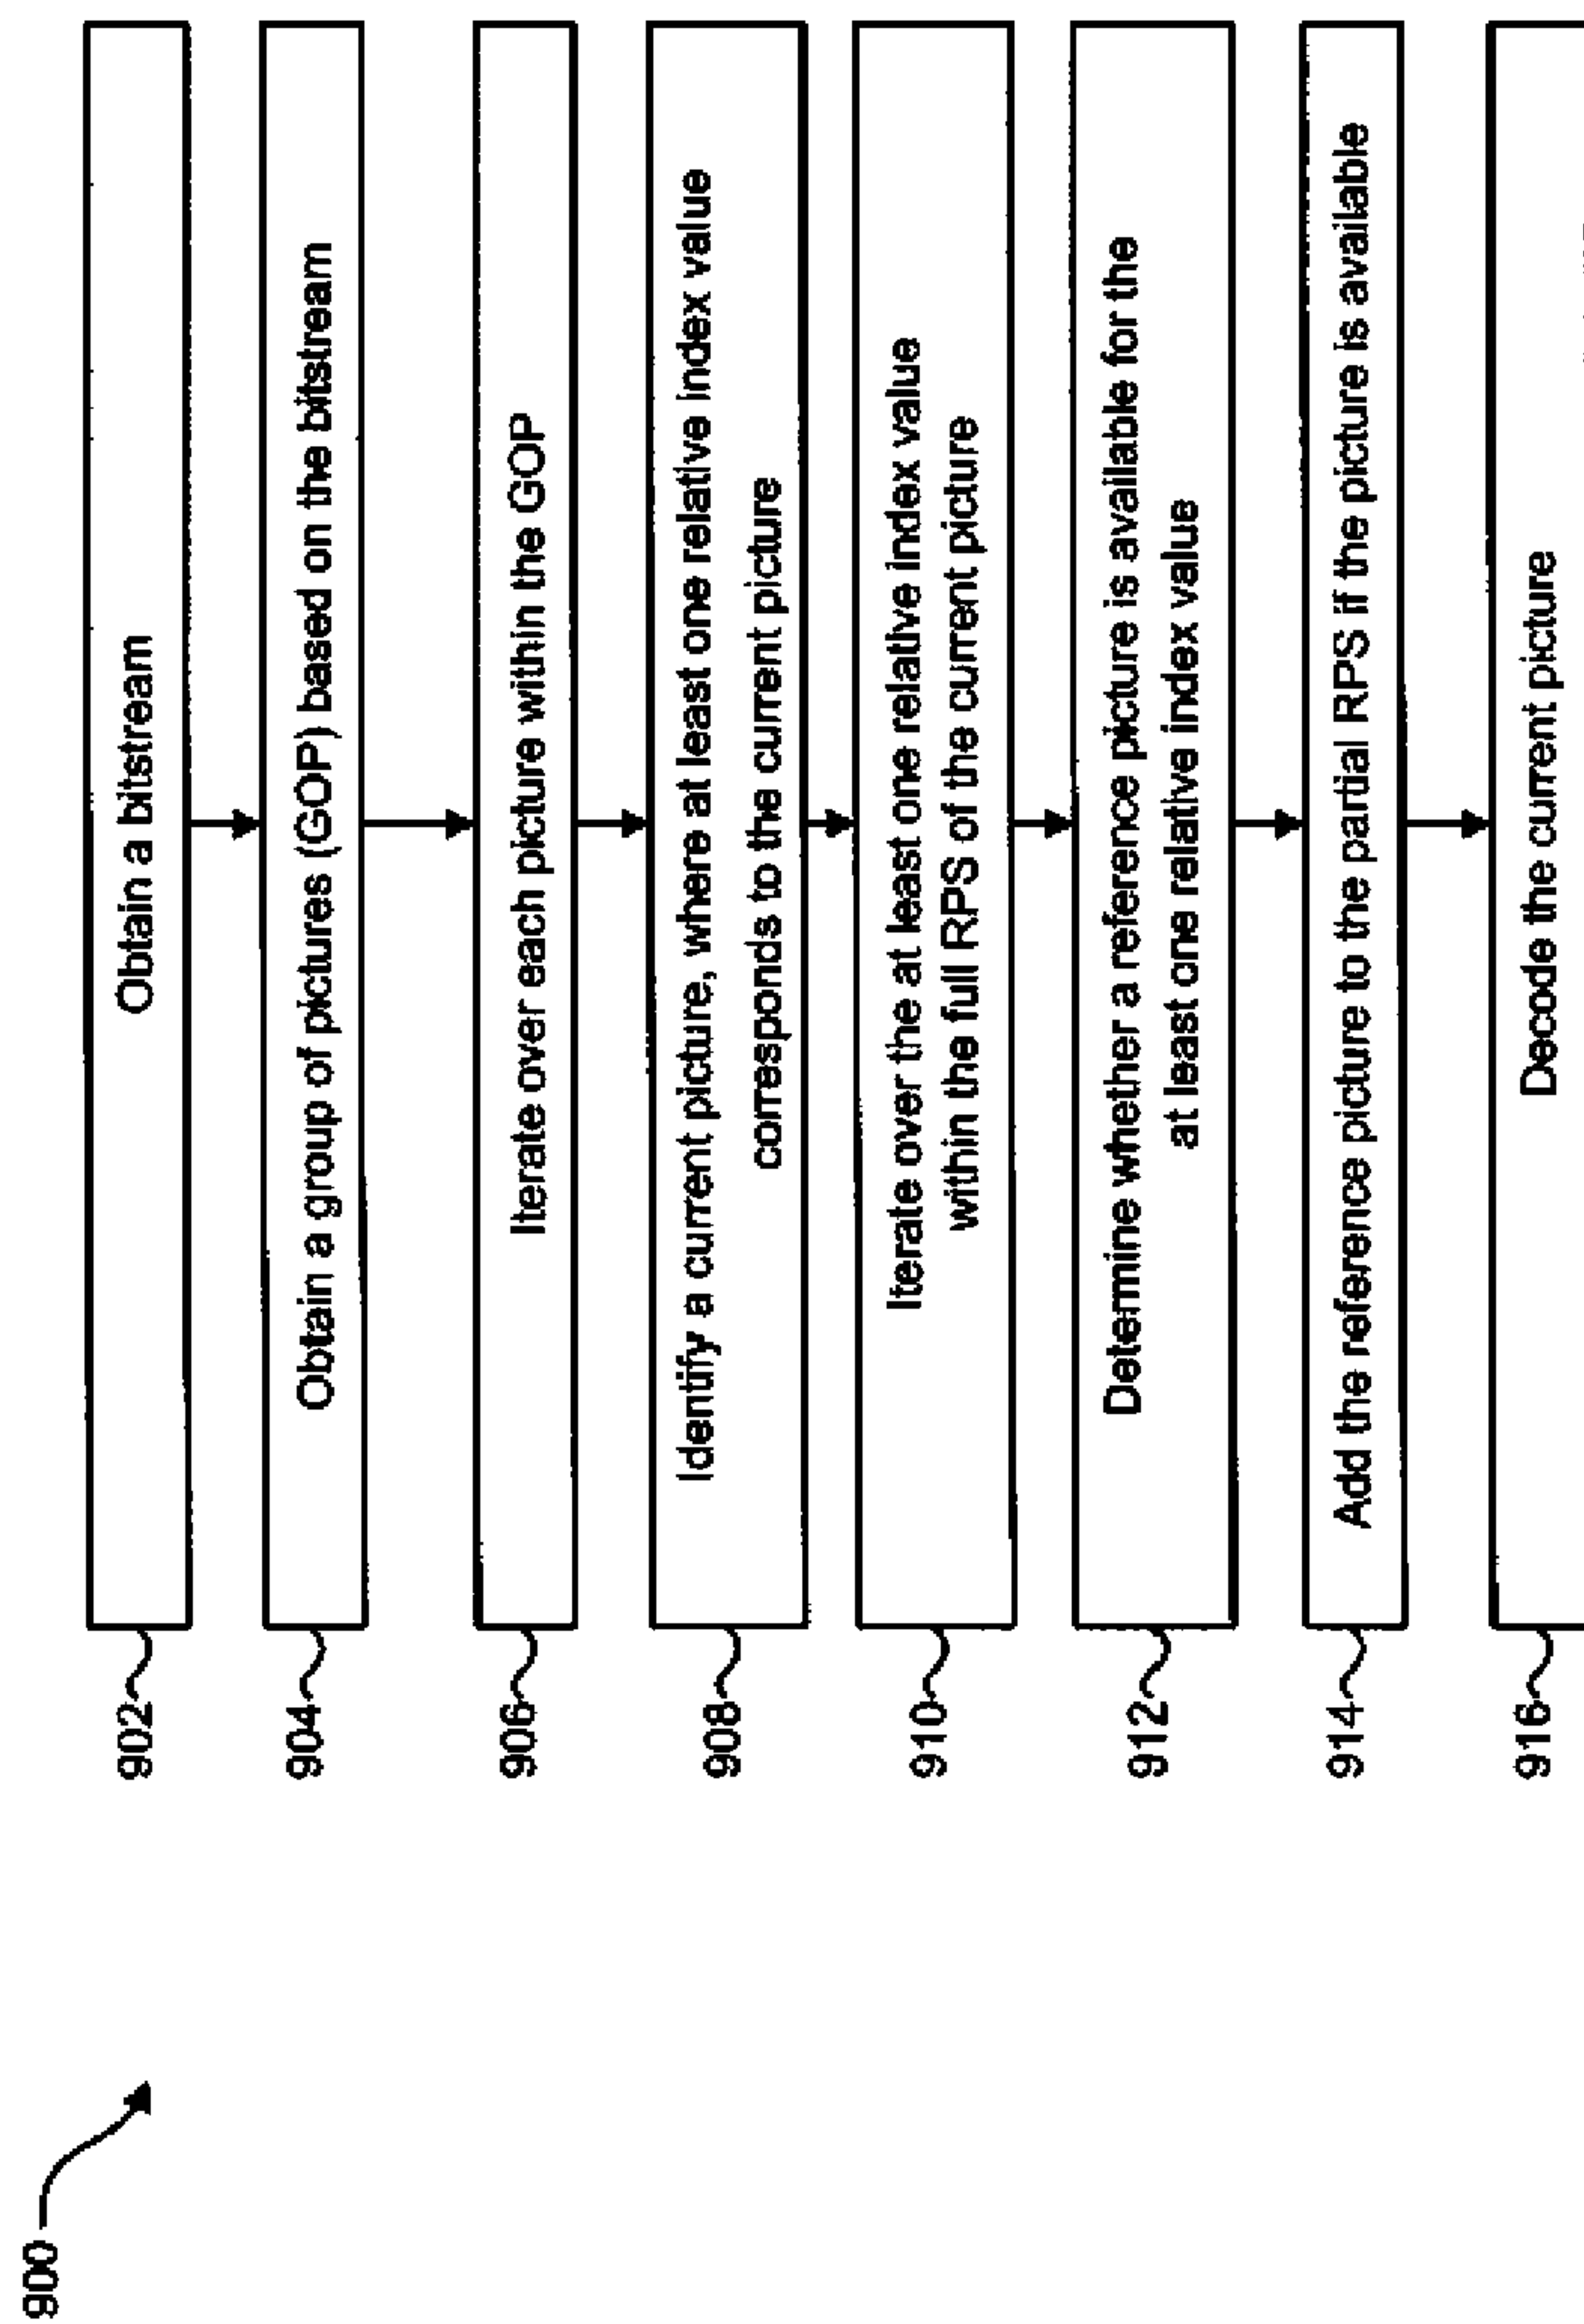 900
902
Obtain a bitstream
904
Obtain a group of pictures (GOP) based on the bitstream
906
Iterate over each picture within the GOP
908
Identify a current picture, where at least one relative index value
corresponds to the current picture
910
Iterate over the at least one relative index value
within the full RPS of the current picture
912
Determine whether a reference picture is available for the
at least one relative index value
914
Add the reference picture to the partial RPS if the picture is available
916
Decode the current picture